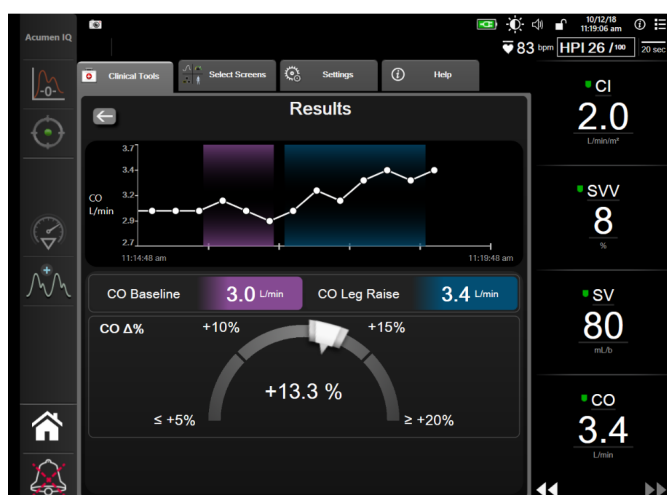 10/12/18
Acumen IQ
11:19:06 am
83 bpm HPI 26 /100 20 sec
Clinical Tools Select Screens Settings Help
Results
CI
2.0
L/min/m²
3.7
3.4
CO
L/min
3.2
2.9
2.7
11:14:48 am 11:19:48 am
SVV
8
%
CO Baseline 3.0 L/min CO Leg Raise 3.4 L/min
SV
80
mL/b
CO Δ% +10% +15%
+13.3 %
≤ +5% ≥ +20%
CO
3.4
L/min
-0-